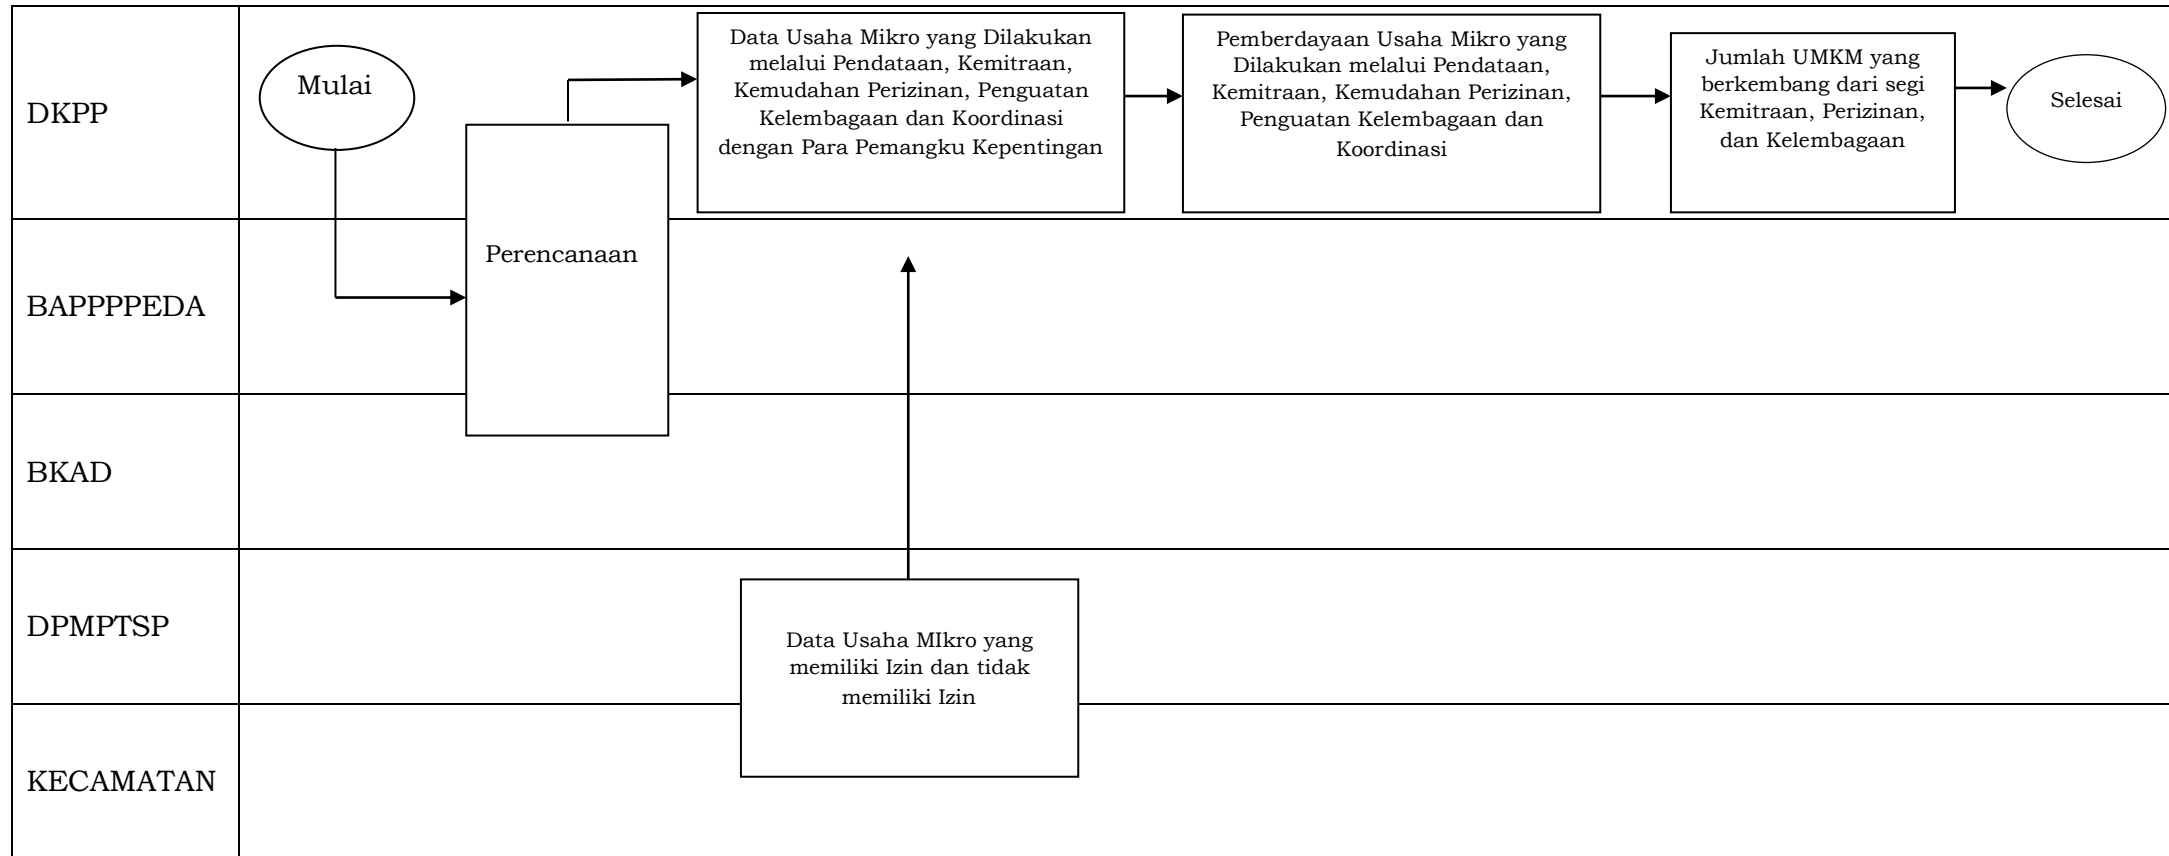 DKPP
Mulai
Data Usaha Mikro yang Dilakukan
melalui Pendataan, Kemitraan,
Kemudahan Perizinan, Penguatan
Kelembagaan dan Koordinasi
dengan Para Pemangku Kepentingan
Pemberdayaan Usaha Mikro yang
Dilakukan melalui Pendataan,
Kemitraan, Kemudahan Perizinan,
Penguatan Kelembagaan dan
Koordinasi
Jumlah UMKM yang
berkembang dari segi
Kemitraan, Perizinan,
dan Kelembagaan
Selesai
BAPPPPEDA
Perencanaan
BKAD
DPMPTSP
Data Usaha MIkro yang
memiliki Izin dan tidak
memiliki Izin
KECAMATAN